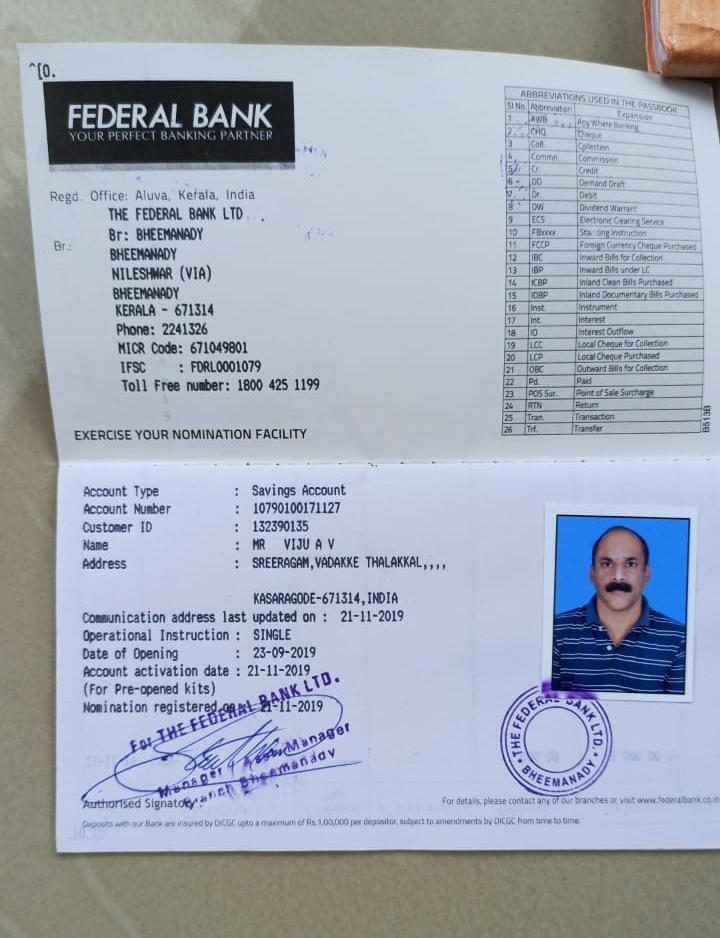 ^[0.
FEDERAL BANK
YOUR PERFECT BANKING PARTNER
Regd. Office: Aluva, Kerala, India
THE FEDERAL BANK LTD
Br: BHEEMANADY
Br.:
BHEEMANADY
NILESHWAR (VIA)
BHEEMANADY
KERALA - 671314
Phone: 2241326
MICR Code: 671049801
IFSC : FDRL0001079
Toll Free number: 1800 425 1199
EXERCISE YOUR NOMINATION FACILITY
ABBREVIATIONS USED IN THE PASSBOOK
Sl No. Abbreviation Expansion
1 AWB Any Where Banking
2 CHQ. Cheque
3 Coll. Collection
4 Commn. Commission
5 Cr. Credit
6 DD Demand Draft
7 Dr. Debit
8 DW Dividend Warrant
9 ECS Electronic Clearing Service
10 FBxxxx Standing Instruction
11 FCCP Foreign Currency Cheque Purchased
12 IBC Inward Bills for Collection
13 IBP Inward Bills under LC
14 ICBP Inland Clean Bills Purchased
15 IDBP Inland Documentary Bills Purchased
16 Inst. Instrument
17 Int. Interest
18 IO Interest Outflow
19 LCC Local Cheque for Collection
20 LCP Local Cheque Purchased
21 OBC Outward Bills for Collection
22 Pd. Paid
23 POS Sur. Point of Sale Surcharge
24 RTN Return
25 Tran. Transaction
26 Trf. Transfer
B513B
Account Type : Savings Account
Account Number : 10790100171127
Customer ID : 132390135
Name : MR VIJU A V
Address : SREERAGAM,VADAKKE THALAKKAL,,,,
KASARAGODE-671314,INDIA
Communication address last updated on : 21-11-2019
Operational Instruction : SINGLE
Date of Opening : 23-09-2019
Account activation date : 21-11-2019
(For Pre-opened kits)
Nomination registered on 21-11-2019
For THE FEDERAL BANK LTD.
Manager / Asst. Manager
Branch Bheemanady
Authorised Signatory :
THE FEDERAL BANK LTD.
BHEEMANADY
For details, please contact any of our branches or visit www.federalbank.co.in
Deposits with our Bank are insured by DICGC upto a maximum of Rs.1,00,000 per depositor, subject to amendments by DICGC from time to time.